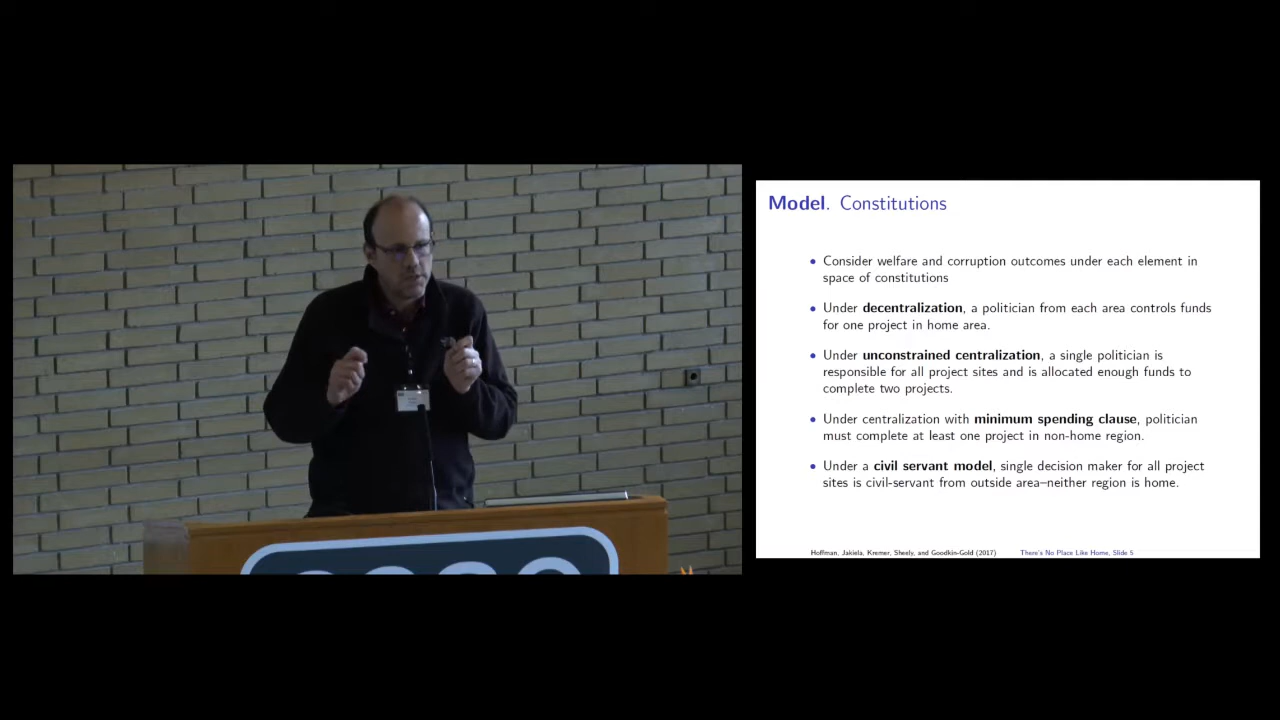 Model. Constitutions
• Consider welfare and corruption outcomes under each element in
space of constitutions
• Under decentralization, a politician from each area controls funds
for one project in home area.
• Under unconstrained centralization, a single politician is
responsible for all project sites and is allocated enough funds to
complete two projects.
• Under centralization with minimum spending clause, politician
must complete at least one project in non-home region.
• Under a civil servant model, single decision maker for all project
sites is civil-servant from outside area–neither region is home.
Hoffman, Jakiela, Kremer, Sheely, and Goodkin-Gold (2017) There's No Place Like Home, Slide 5